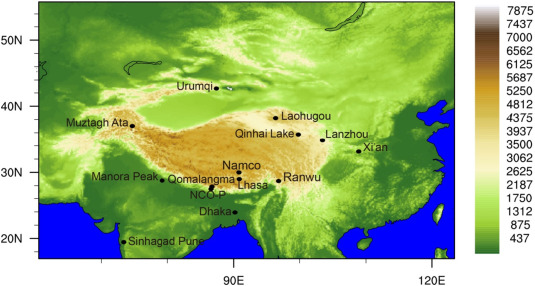 50N
40N
30N
20N
90E
120E
Urumqi
Laohugou
Muztagh Ata
Qinhai Lake
Lanzhou
Xi'an
Namco
Manora Peak
Qomalangma
Ranwu
Lhasa
NCO-P
Dhaka
Sinhagad Pune
7875
7437
7000
6562
6125
5687
5250
4812
4375
3937
3500
3062
2625
2187
1750
1312
875
437